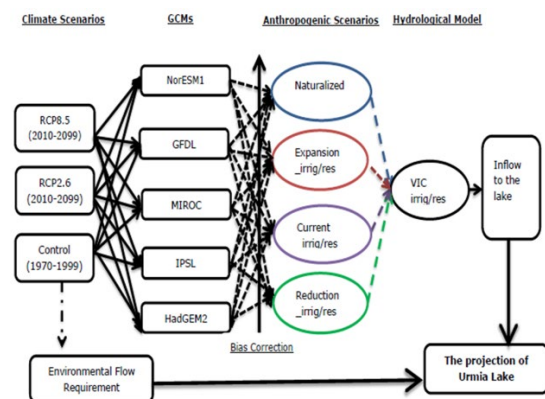 Climate Scenarios
GCMs
Anthropogenic Scenarios
Hydrological Model
RCP8.5
(2010-2099)
RCP2.6
(2010-2099)
Control
(1970-1999)
NorESM1
GFDL
MIROC
IPSL
HadGEM2
Bias Correction
Naturalized
Expansion
_irrig/res
Current
irrig/res
Reduction
_irrig/res
VIC
irrig/res
Inflow
to the
lake
Environmental Flow
Requirement
The projection of
Urmia Lake